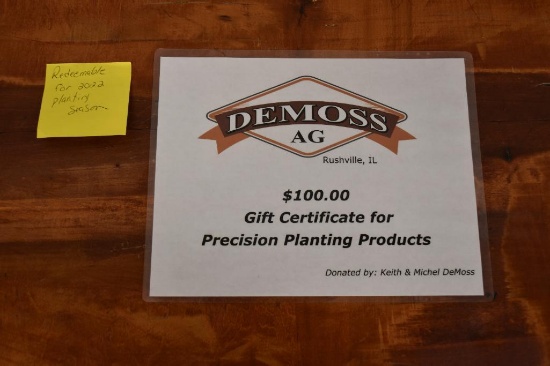 Redeemable
For 2022
planting
Season
DEMOSS
AG
Rushville, IL
$100.00
Gift Certificate for
Precision Planting Products
Donated by: Keith & Michel DeMoss